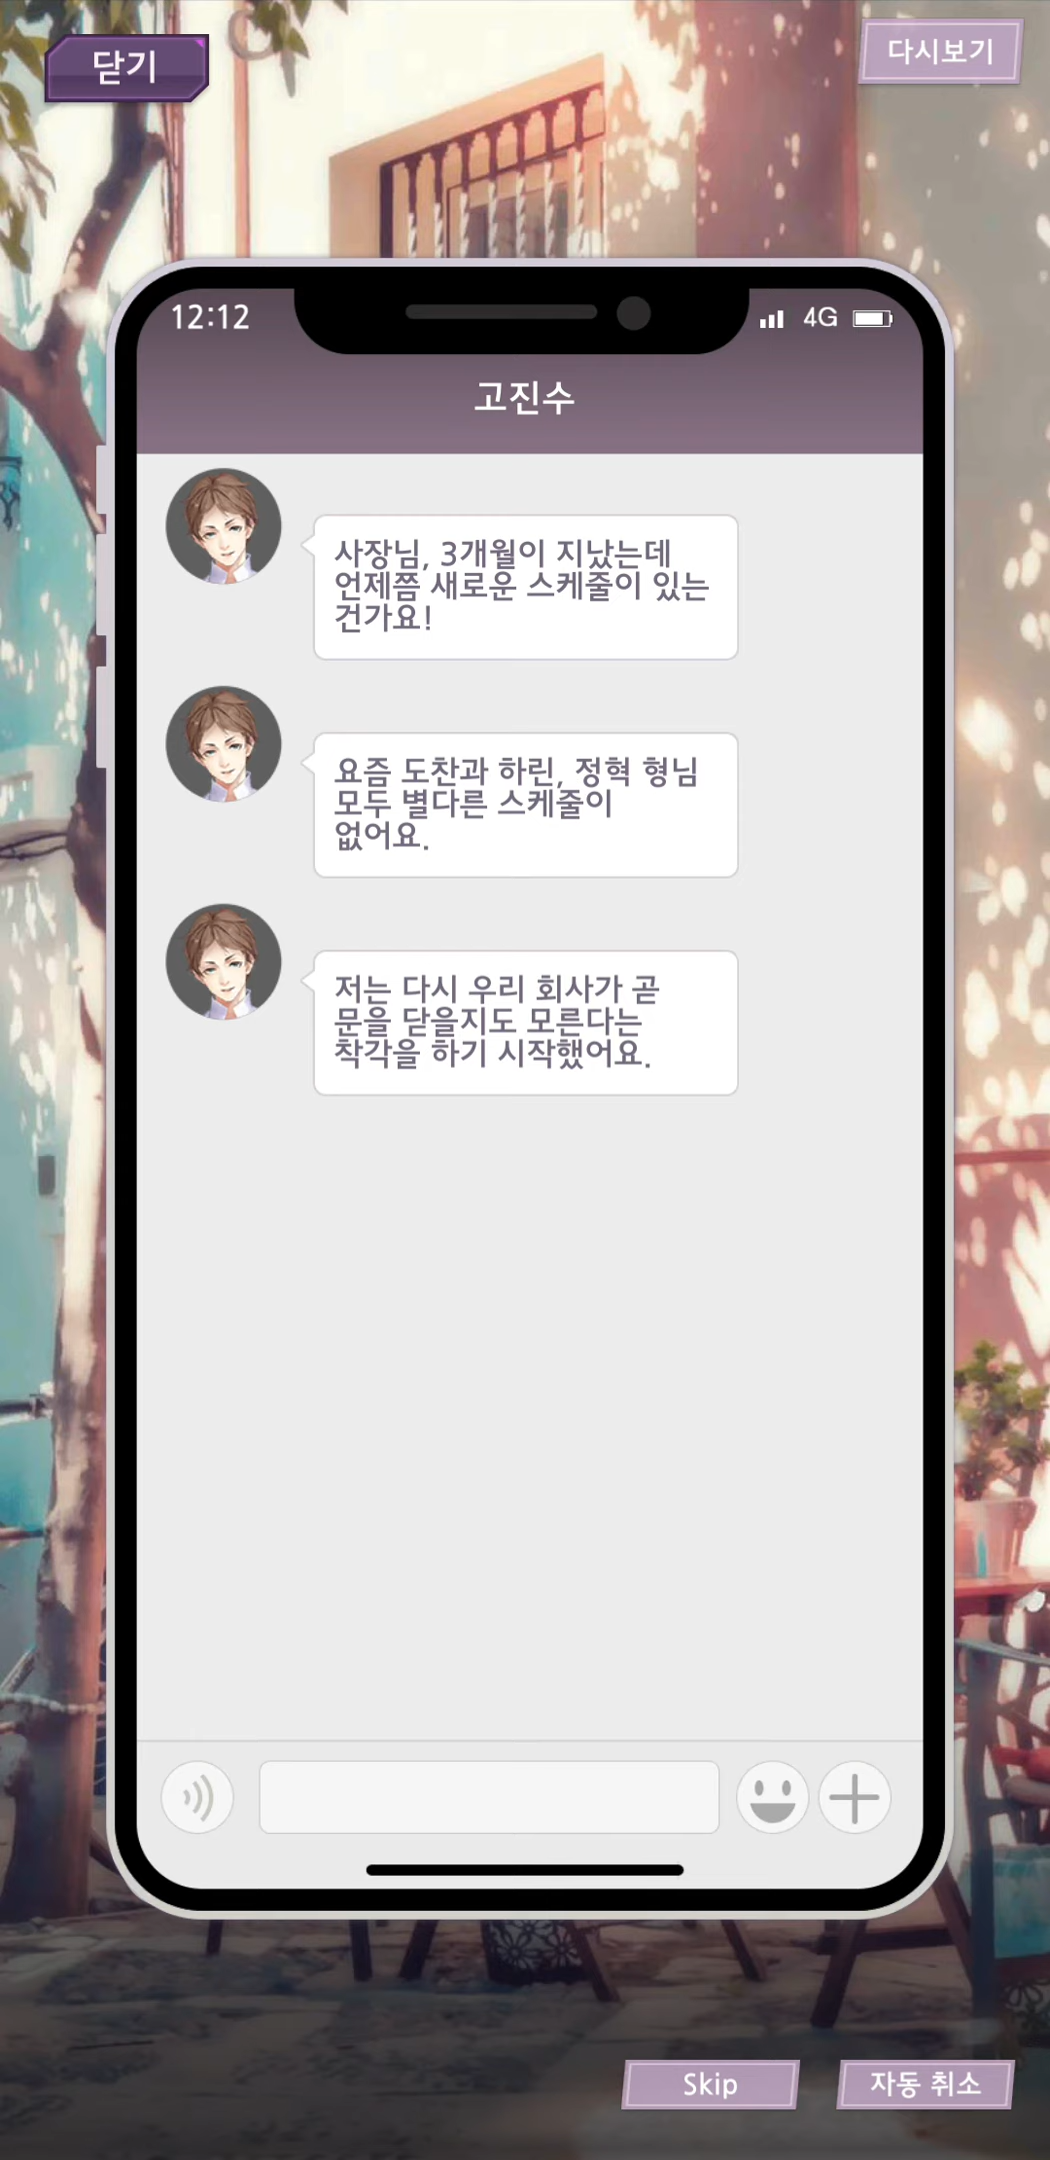 닫기
다시보기
12:12
4G
고진수
사장님, 3개월이 지났는데
언제쯤 새로운 스케줄이 있는
건가요!
요즘 도찬과 하린, 정혁 형님
모두 별다른 스케줄이
없어요.
저는 다시 우리 회사가 곧
문을 닫을지도 모른다는
착각을 하기 시작했어요.
Skip
자동 취소